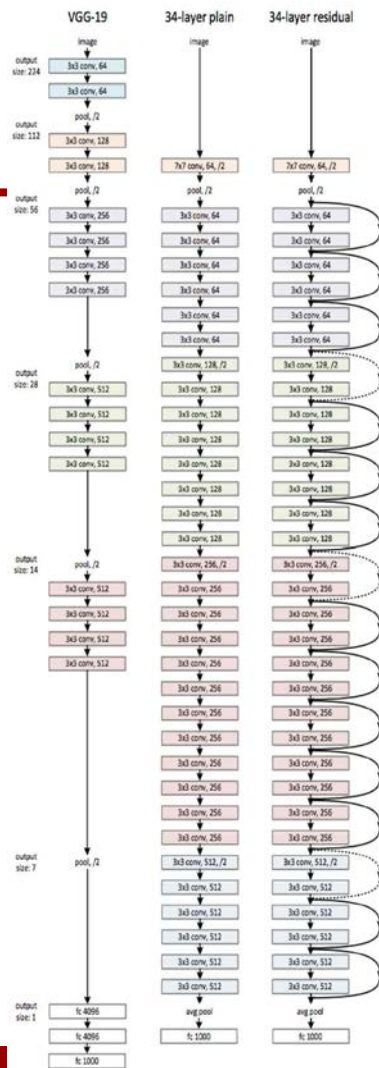 VGG-19
image
output
size: 224
3x3 conv, 64
3x3 conv, 64
pool, /2
output
size: 112
3x3 conv, 128
3x3 conv, 128
pool, /2
output
size: 56
3x3 conv, 256
3x3 conv, 256
3x3 conv, 256
3x3 conv, 256
pool, /2
output
size: 28
3x3 conv, 512
3x3 conv, 512
3x3 conv, 512
3x3 conv, 512
pool, /2
output
size: 14
3x3 conv, 512
3x3 conv, 512
3x3 conv, 512
3x3 conv, 512
pool, /2
output
size: 7
output
size: 1
fc 4096
fc 4096
fc 1000
34-layer plain
image
7x7 conv, 64, /2
pool, /2
3x3 conv, 64
3x3 conv, 64
3x3 conv, 64
3x3 conv, 64
3x3 conv, 64
3x3 conv, 64
3x3 conv, 128, /2
3x3 conv, 128
3x3 conv, 128
3x3 conv, 128
3x3 conv, 128
3x3 conv, 128
3x3 conv, 128
3x3 conv, 128
3x3 conv, 256, /2
3x3 conv, 256
3x3 conv, 256
3x3 conv, 256
3x3 conv, 256
3x3 conv, 256
3x3 conv, 256
3x3 conv, 256
3x3 conv, 256
3x3 conv, 256
3x3 conv, 256
3x3 conv, 256
3x3 conv, 512, /2
3x3 conv, 512
3x3 conv, 512
3x3 conv, 512
3x3 conv, 512
3x3 conv, 512
avg pool
fc 1000
34-layer residual
image
7x7 conv, 64, /2
pool, /2
3x3 conv, 64
3x3 conv, 64
3x3 conv, 64
3x3 conv, 64
3x3 conv, 64
3x3 conv, 64
3x3 conv, 128, /2
3x3 conv, 128
3x3 conv, 128
3x3 conv, 128
3x3 conv, 128
3x3 conv, 128
3x3 conv, 128
3x3 conv, 128
3x3 conv, 256, /2
3x3 conv, 256
3x3 conv, 256
3x3 conv, 256
3x3 conv, 256
3x3 conv, 256
3x3 conv, 256
3x3 conv, 256
3x3 conv, 256
3x3 conv, 256
3x3 conv, 256
3x3 conv, 256
3x3 conv, 512, /2
3x3 conv, 512
3x3 conv, 512
3x3 conv, 512
3x3 conv, 512
3x3 conv, 512
avg pool
fc 1000